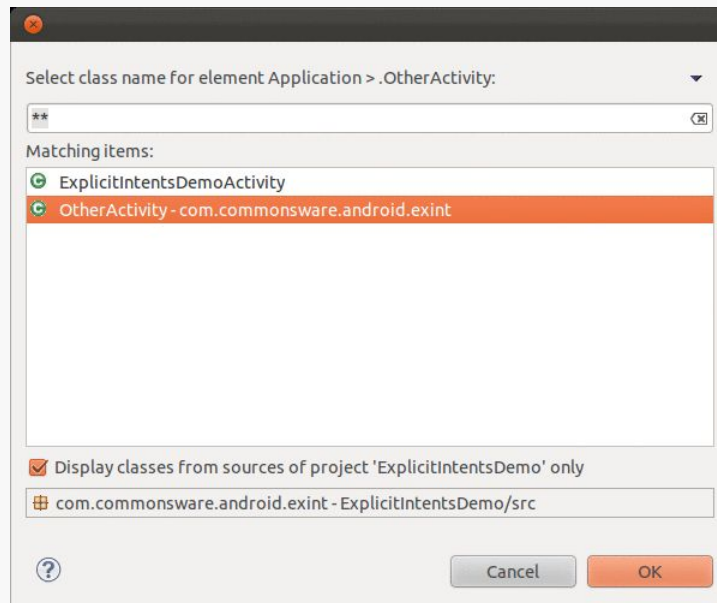 Select class name for element Application > .OtherActivity:
**
Matching items:
ExplicitIntentsDemoActivity
OtherActivity - com.commonsware.android.exint
Display classes from sources of project 'ExplicitIntentsDemo' only
com.commonsware.android.exint - ExplicitIntentsDemo/src
Cancel
OK